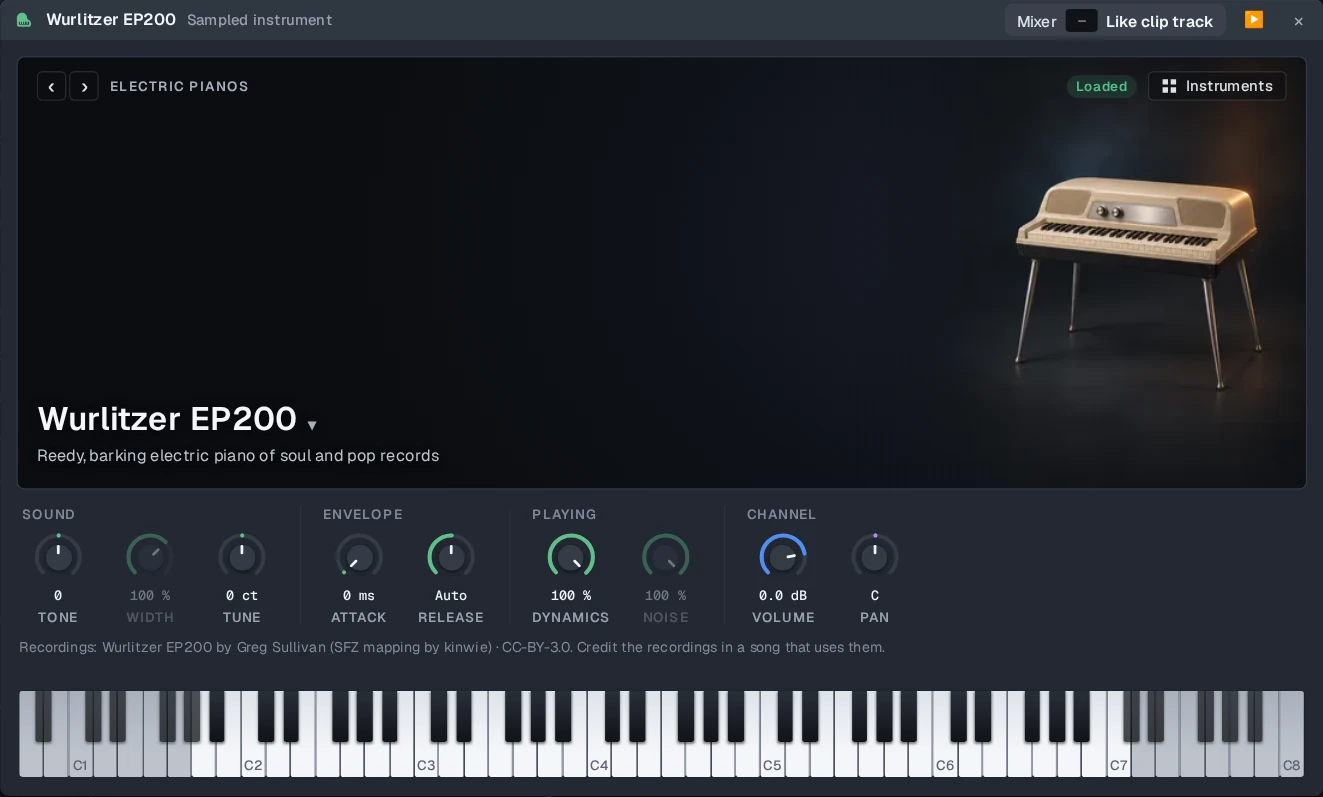 Wurlitzer EP200 Sampled instrument Mixer – Like clip track ×
‹ › ELECTRIC PIANOS Loaded Instruments
Wurlitzer EP200 ▾
Reedy, barking electric piano of soul and pop records
SOUND ENVELOPE PLAYING CHANNEL
0 100 % 0 ct 0 ms Auto 100 % 100 % 0.0 dB C
TONE WIDTH TUNE ATTACK RELEASE DYNAMICS NOISE VOLUME PAN
Recordings: Wurlitzer EP200 by Greg Sullivan (SFZ mapping by kinwie) · CC-BY-3.0. Credit the recordings in a song that uses them.
C1 C2 C3 C4 C5 C6 C7 C8